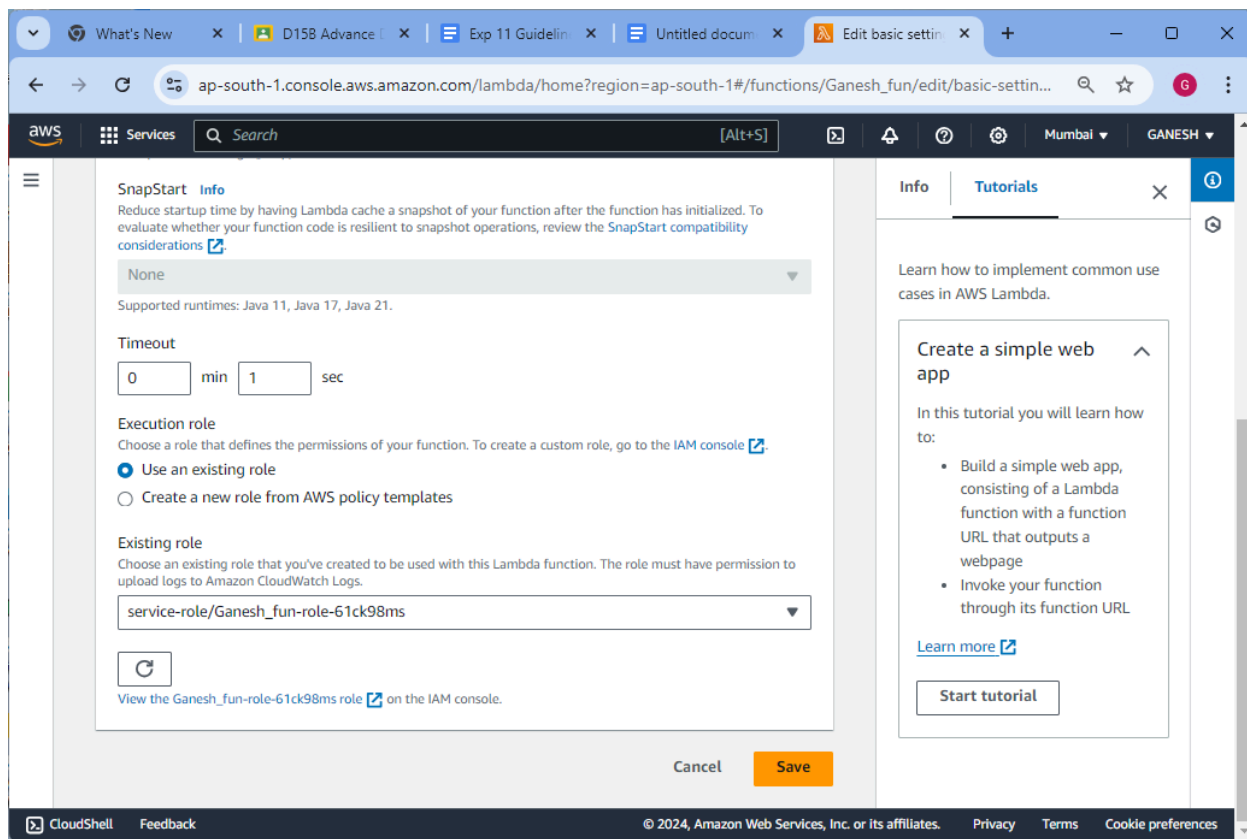 What's New
D15B Advance D
Exp 11 Guidelin
Untitled docum
Edit basic settin
ap-south-1.console.aws.amazon.com/lambda/home?region=ap-south-1#/functions/Ganesh_fun/edit/basic-settin...
G
aws
Services
Search
[Alt+S]
Mumbai
GANESH
SnapStart Info
Reduce startup time by having Lambda cache a snapshot of your function after the function has initialized. To
evaluate whether your function code is resilient to snapshot operations, review the SnapStart compatibility
considerations.
None
Supported runtimes: Java 11, Java 17, Java 21.
Timeout
0 min 1 sec
Execution role
Choose a role that defines the permissions of your function. To create a custom role, go to the IAM console.
Use an existing role
Create a new role from AWS policy templates
Existing role
Choose an existing role that you've created to be used with this Lambda function. The role must have permission to
upload logs to Amazon CloudWatch Logs.
service-role/Ganesh_fun-role-61ck98ms
View the Ganesh_fun-role-61ck98ms role on the IAM console.
Cancel
Save
Info
Tutorials
Learn how to implement common use
cases in AWS Lambda.
Create a simple web
app
In this tutorial you will learn how
to:
• Build a simple web app,
consisting of a Lambda
function with a function
URL that outputs a
webpage
• Invoke your function
through its function URL
Learn more
Start tutorial
CloudShell
Feedback
© 2024, Amazon Web Services, Inc. or its affiliates.
Privacy
Terms
Cookie preferences